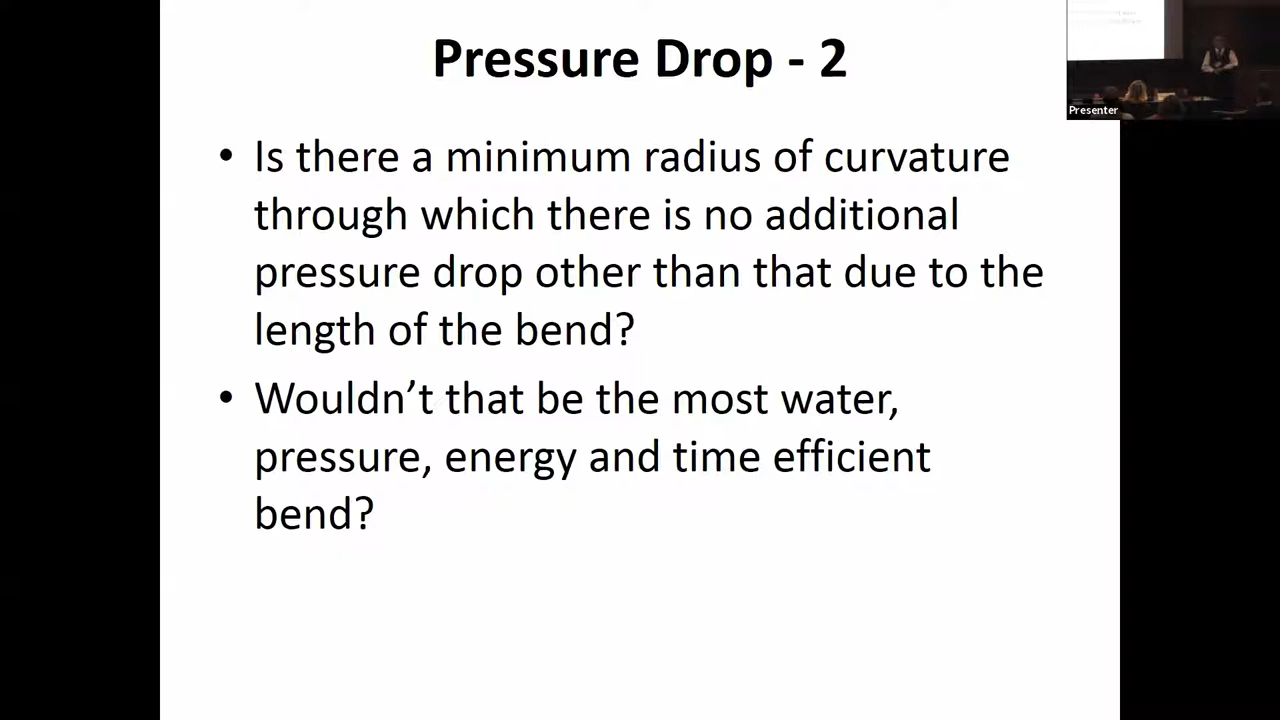 Pressure Drop - 2
• Is there a minimum radius of curvature
through which there is no additional
pressure drop other than that due to the
length of the bend?
• Wouldn’t that be the most water,
pressure, energy and time efficient
bend?
Presenter